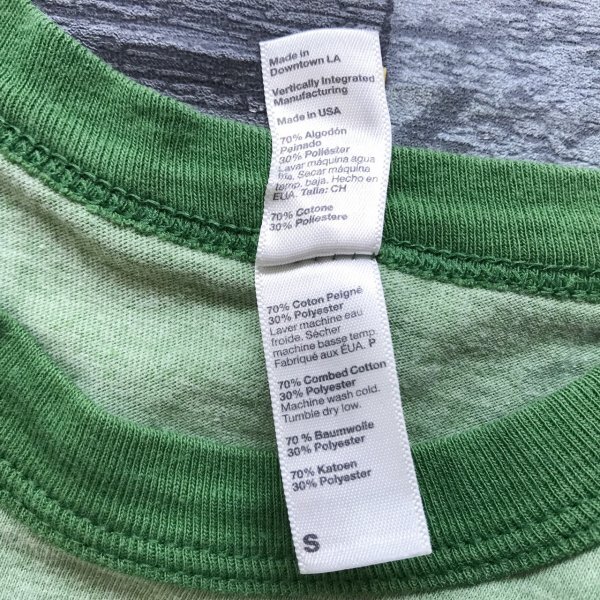 Made in
Downtown LA
Vertically Integrated
Manufacturing
Made in USA
70% Algodón
Peinado
30% Poliéster
Lavar máquina agua
fría. Secar máquina
temp. baja. Hecho en
EUA. Talla: CH
70% Cotone
30% Poliestere
70% Coton Peigné
30% Polyester
Laver machine eau
froide. Sécher
machine basse temp.
Fabriqué aux ÉUA. P
70% Combed Cotton
30% Polyester
Machine wash cold.
Tumble dry low.
70 % Baumwolle
30% Polyester
70% Katoen
30% Polyester
S